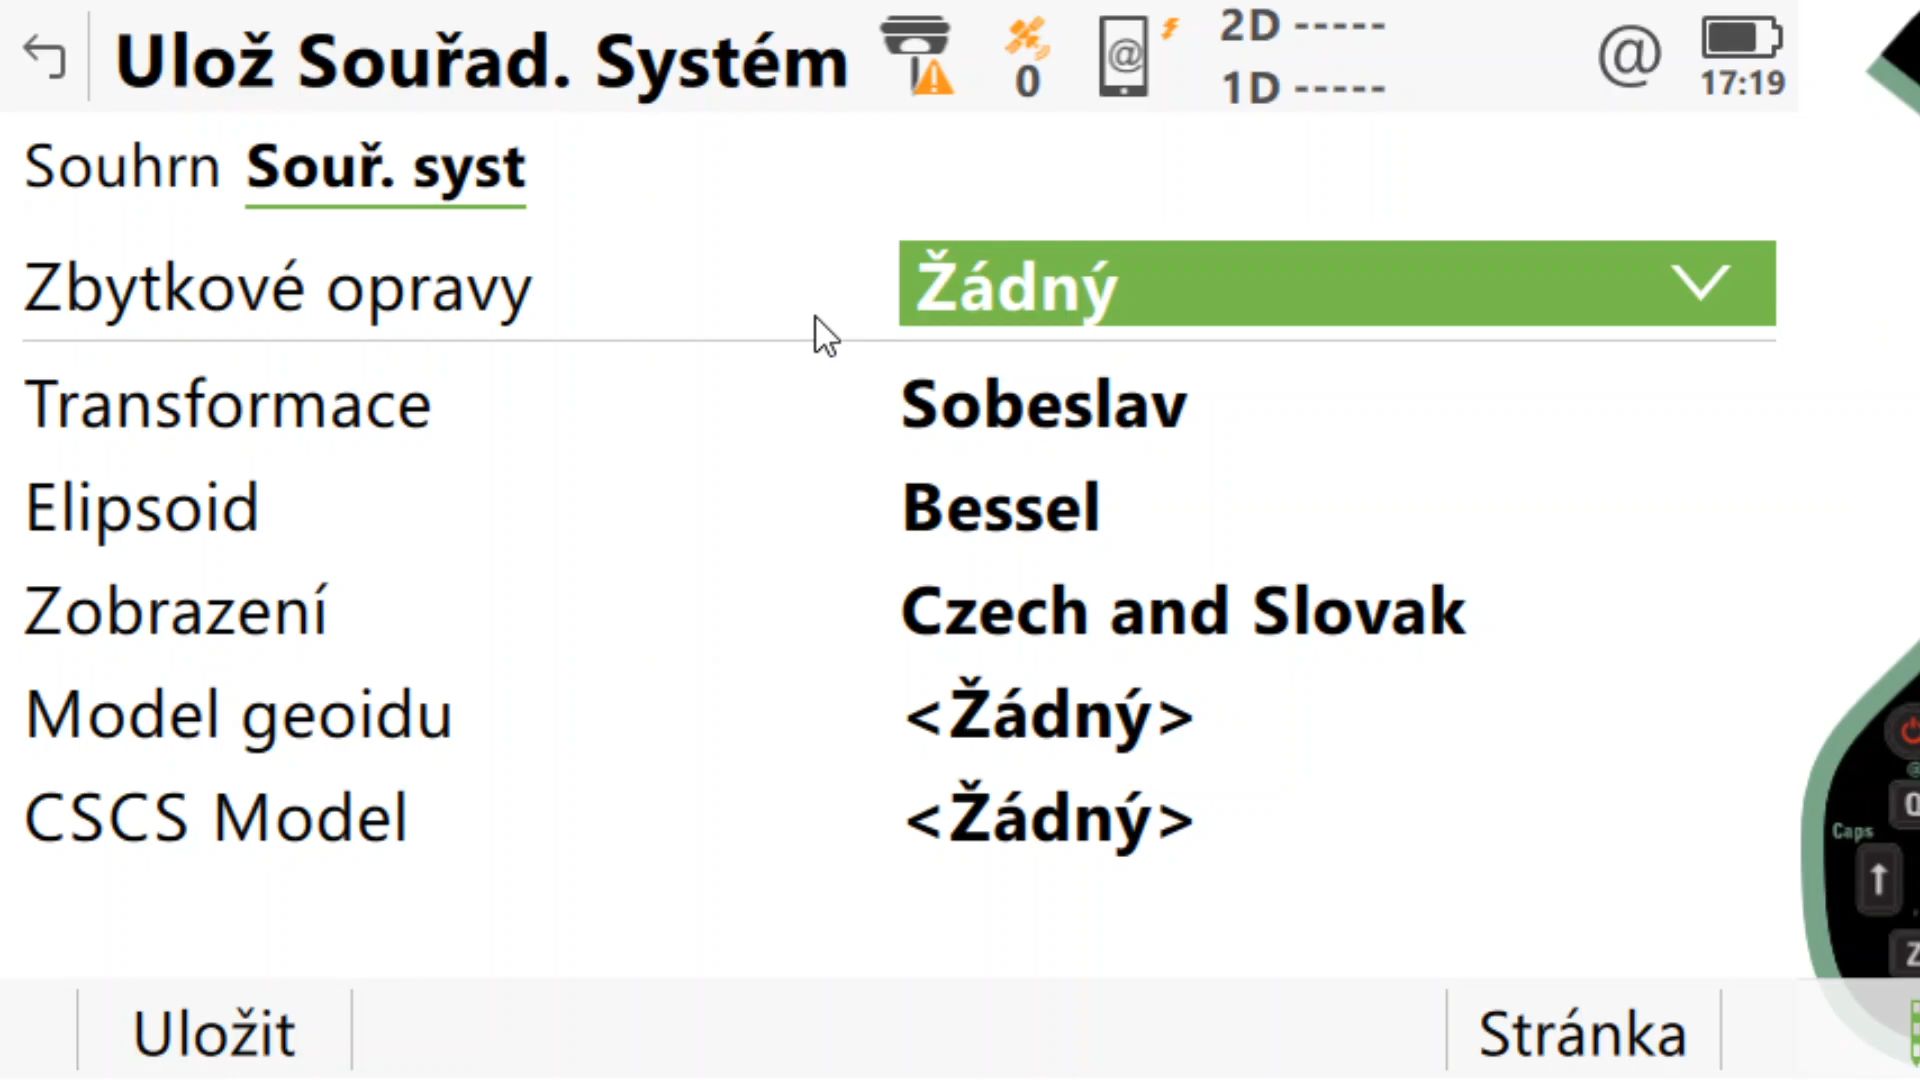 Ulož Souřad. Systém
0
@
2D -----
1D -----
@
17:19
Souhrn Souř. syst
Zbytkové opravy Žádný
Transformace Sobeslav
Elipsoid Bessel
Zobrazení Czech and Slovak
Model geoidu <Žádný>
CSCS Model <Žádný>
Caps
Uložit Stránka